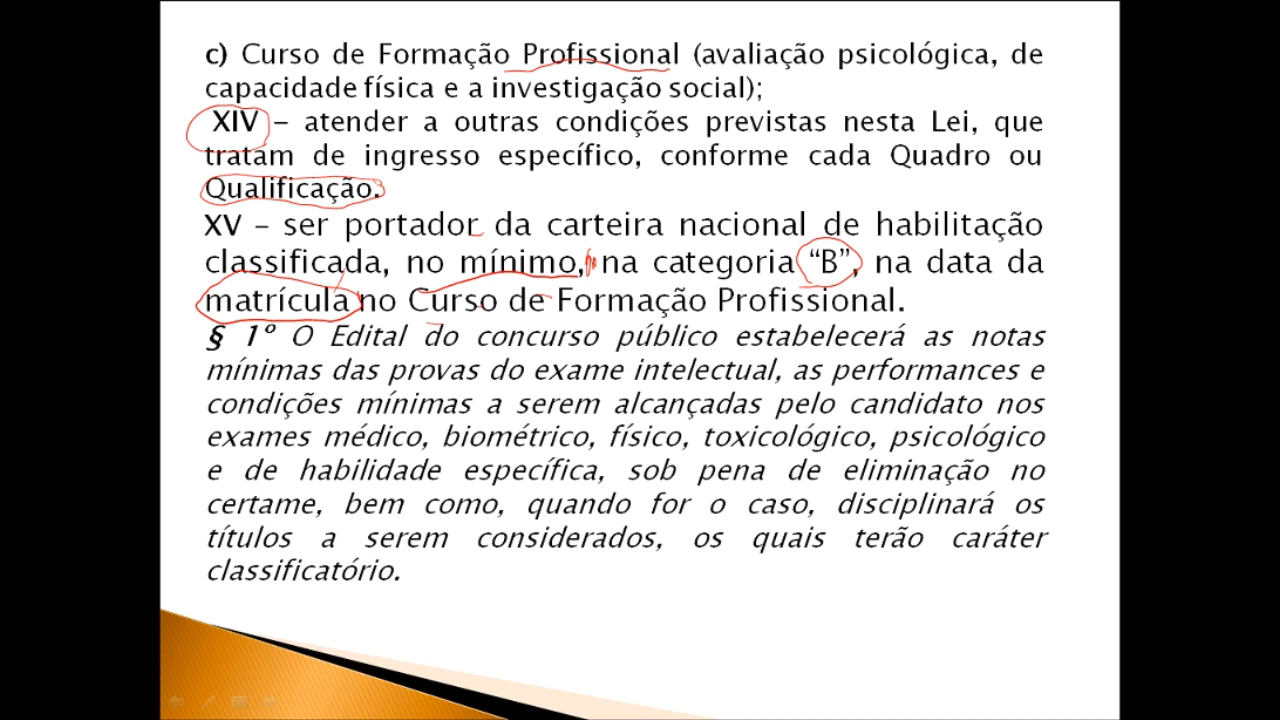 c) Curso de Formação Profissional (avaliação psicológica, de
capacidade física e a investigação social);
XIV – atender a outras condições previstas nesta Lei, que
tratam de ingresso específico, conforme cada Quadro ou
Qualificação.
XV – ser portador da carteira nacional de habilitação
classificada, no mínimo, na categoria “B”, na data da
matrícula no Curso de Formação Profissional.
§ 1º O Edital do concurso público estabelecerá as notas
mínimas das provas do exame intelectual, as performances e
condições mínimas a serem alcançadas pelo candidato nos
exames médico, biométrico, físico, toxicológico, psicológico
e de habilidade específica, sob pena de eliminação no
certame, bem como, quando for o caso, disciplinará os
títulos a serem considerados, os quais terão caráter
classificatório.